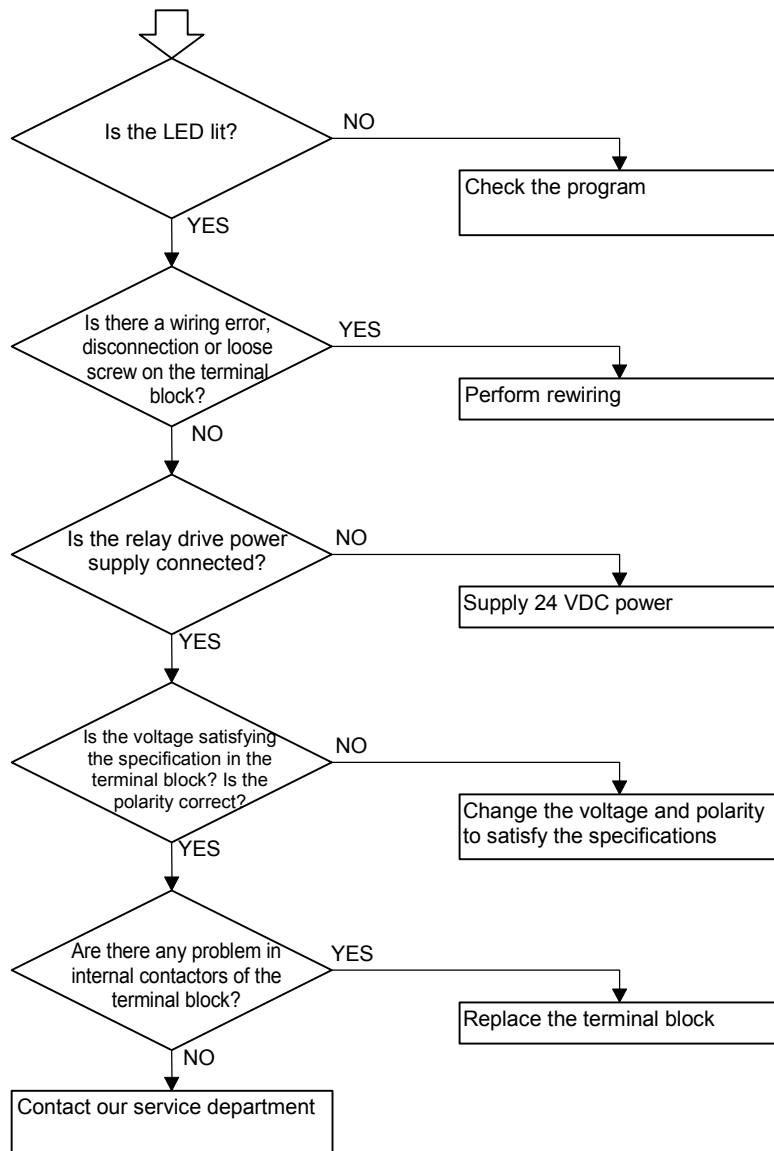 Is the LED lit?
NO
Check the program
YES
Is there a wiring error,
disconnection or loose
screw on the terminal
block?
YES
Perform rewiring
NO
Is the relay drive power
supply connected?
NO
Supply 24 VDC power
YES
Is the voltage satisfying
the specification in the
terminal block? Is the
polarity correct?
NO
Change the voltage and polarity
to satisfy the specifications
YES
Are there any problem in
internal contactors of the
terminal block?
YES
Replace the terminal block
NO
Contact our service department